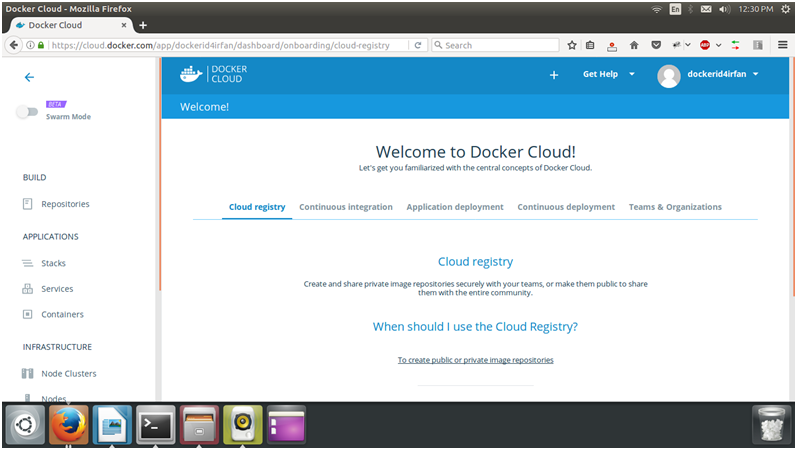 Docker Cloud - Mozilla Firefox
En
12:30 PM
Docker Cloud
https://cloud.docker.com/app/dockerid4irfan/dashboard/onboarding/cloud-registry
Search
ABP
DOCKER
CLOUD
Get Help
dockerid4irfan
BETA
Swarm Mode
Welcome!
Welcome to Docker Cloud!
Let's get you familiarized with the central concepts of Docker Cloud.
BUILD
Repositories
APPLICATIONS
Stacks
Services
Containers
INFRASTRUCTURE
Node Clusters
Nodes
Cloud registry Continuous integration Application deployment Continuous deployment Teams & Organizations
Cloud registry
Create and share private image repositories securely with your teams, or make them public to share
them with the entire community.
When should I use the Cloud Registry?
To create public or private image repositories